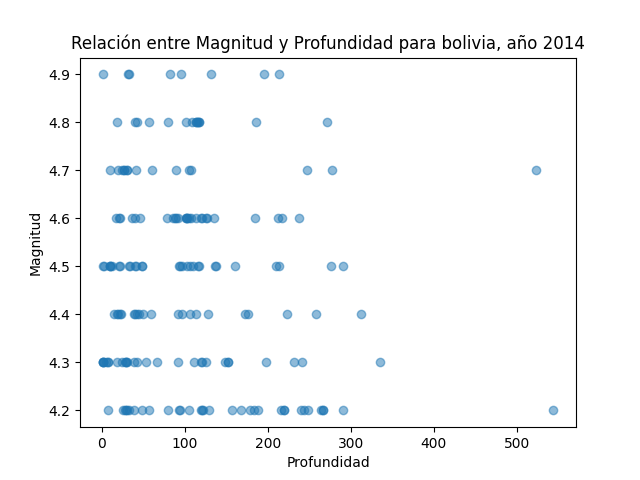 Relación entre Magnitud y Profundidad para bolivia, año 2014
4.9
4.8
4.7
4.6
4.5
4.4
4.3
4.2
Magnitud
0 100 200 300 400 500
Profundidad